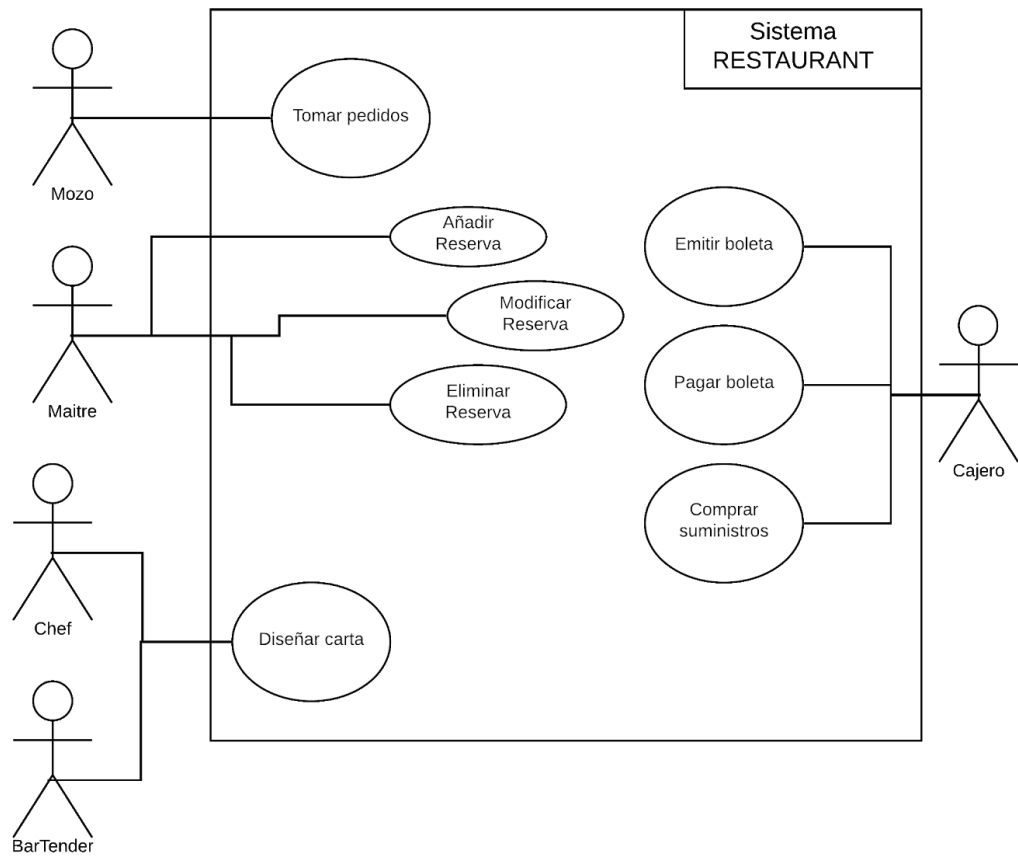 Sistema
RESTAURANT
Tomar pedidos
Mozo
Añadir
Reserva
Emitir boleta
Modificar
Reserva
Maitre
Eliminar
Reserva
Pagar boleta
Cajero
Comprar
suministros
Chef
Diseñar carta
BarTender